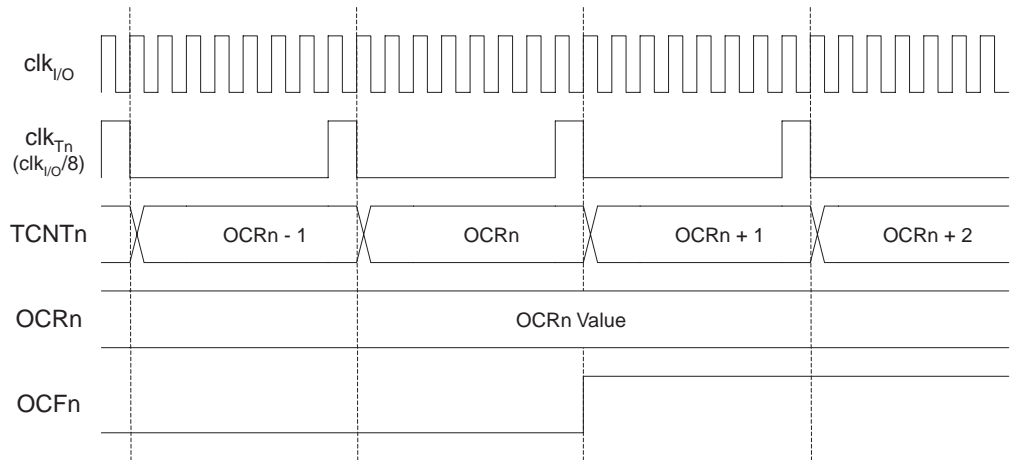 clkI/O
clkTn
(clkI/O/8)
TCNTn OCRn - 1 OCRn OCRn + 1 OCRn + 2
OCRn OCRn Value
OCFn